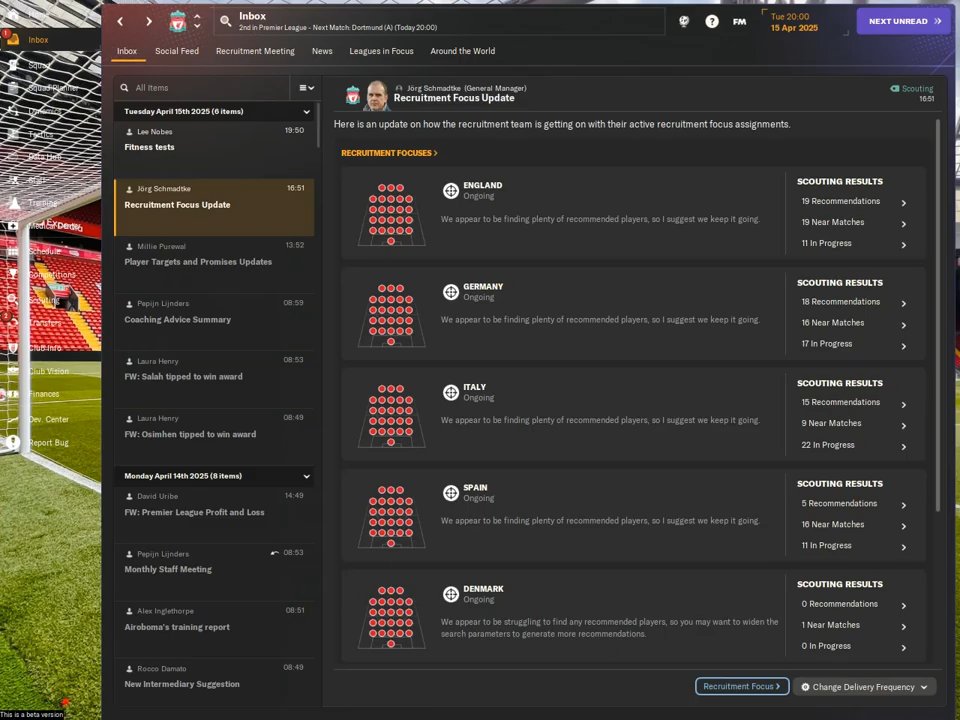 Inbox
2nd in Premier League - Next Match: Dortmund (A) (Today 20:00)
FM
Tue 20:00
15 Apr 2025
NEXT UNREAD
Inbox
Social Feed
Recruitment Meeting
News
Leagues in Focus
Around the World
Inbox
Squad
Squad Planner
Dynamics
Tactics
Data Hub
Staff
Training
Medical Centre
Schedule
Competitions
Scouting
Transfers
Club Info
Club Vision
Finances
Dev. Center
Report Bug
This is a beta version
All Items
Tuesday April 15th 2025 (6 items)
Lee Nobes 19:50
Fitness tests
Jörg Schmadtke 16:51
Recruitment Focus Update
Millie Purewal 13:52
Player Targets and Promises Updates
Pepijn Lijnders 08:59
Coaching Advice Summary
Laura Henry 08:53
FW: Salah tipped to win award
Laura Henry 08:49
FW: Osimhen tipped to win award
Monday April 14th 2025 (8 items)
David Uribe 14:49
FW: Premier League Profit and Loss
Pepijn Lijnders 08:53
Monthly Staff Meeting
Alex Inglethorpe 08:51
Airoboma's training report
Rocco Damato 08:49
New Intermediary Suggestion
Jörg Schmadtke (General Manager)
Recruitment Focus Update
Scouting
16:51
Here is an update on how the recruitment team is getting on with their active recruitment focus assignments.
RECRUITMENT FOCUSES
ENGLAND
Ongoing
We appear to be finding plenty of recommended players, so I suggest we keep it going.
SCOUTING RESULTS
19 Recommendations
19 Near Matches
11 In Progress
GERMANY
Ongoing
We appear to be finding plenty of recommended players, so I suggest we keep it going.
SCOUTING RESULTS
18 Recommendations
16 Near Matches
17 In Progress
ITALY
Ongoing
We appear to be finding plenty of recommended players, so I suggest we keep it going.
SCOUTING RESULTS
15 Recommendations
9 Near Matches
22 In Progress
SPAIN
Ongoing
We appear to be finding plenty of recommended players, so I suggest we keep it going.
SCOUTING RESULTS
5 Recommendations
16 Near Matches
11 In Progress
DENMARK
Ongoing
We appear to be struggling to find any recommended players, so you may want to widen the
search parameters to generate more recommendations.
SCOUTING RESULTS
0 Recommendations
1 Near Matches
0 In Progress
Recruitment Focus
Change Delivery Frequency